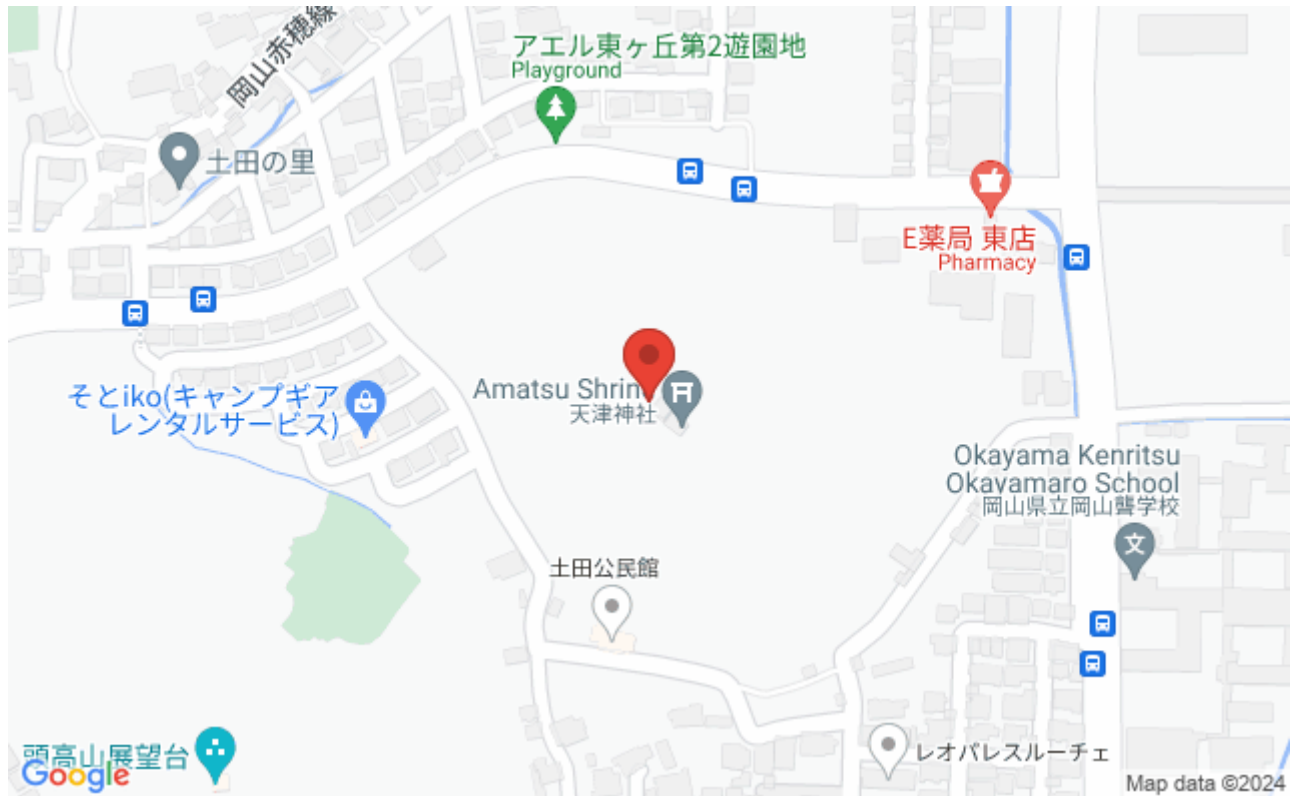 アエル東ヶ丘第2遊園地
Playground
岡山赤穂線
土田の里
E薬局 東店
Pharmacy
そとiko(キャンプギア
レンタルサービス)
Amatsu Shrin
天津神社
Okayama Kenritsu
Okayamaro School
岡山県立岡山聾学校
文
土田公民館
頭高山展望台
Google
レオパレスルーチェ
Map data ©2024